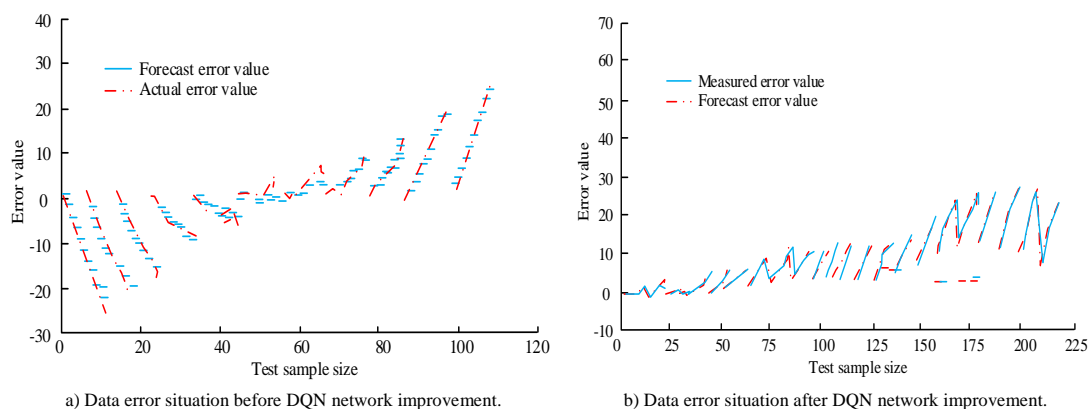 40
30
20
10
0
-10
-20
-30
Error value
Forecast error value
Actual error value
0 20 40 60 80 100 120
Test sample size
a) Data error situation before DQN network improvement.
70
60
50
40
30
20
10
0
-10
Error value
Measured error value
Forecast error value
0 25 50 75 100 125 150 175 200 225
Test sample size
b) Data error situation after DQN network improvement.